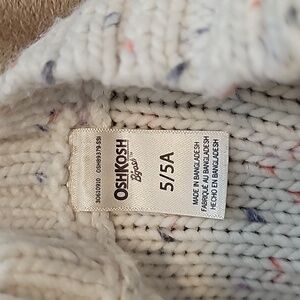 OSHKOSH
B'gosh
5/5A
MADE IN BANGLADESH
FABRIQUÉ AU BANGLADESH
HECHO EN BANGLADESH